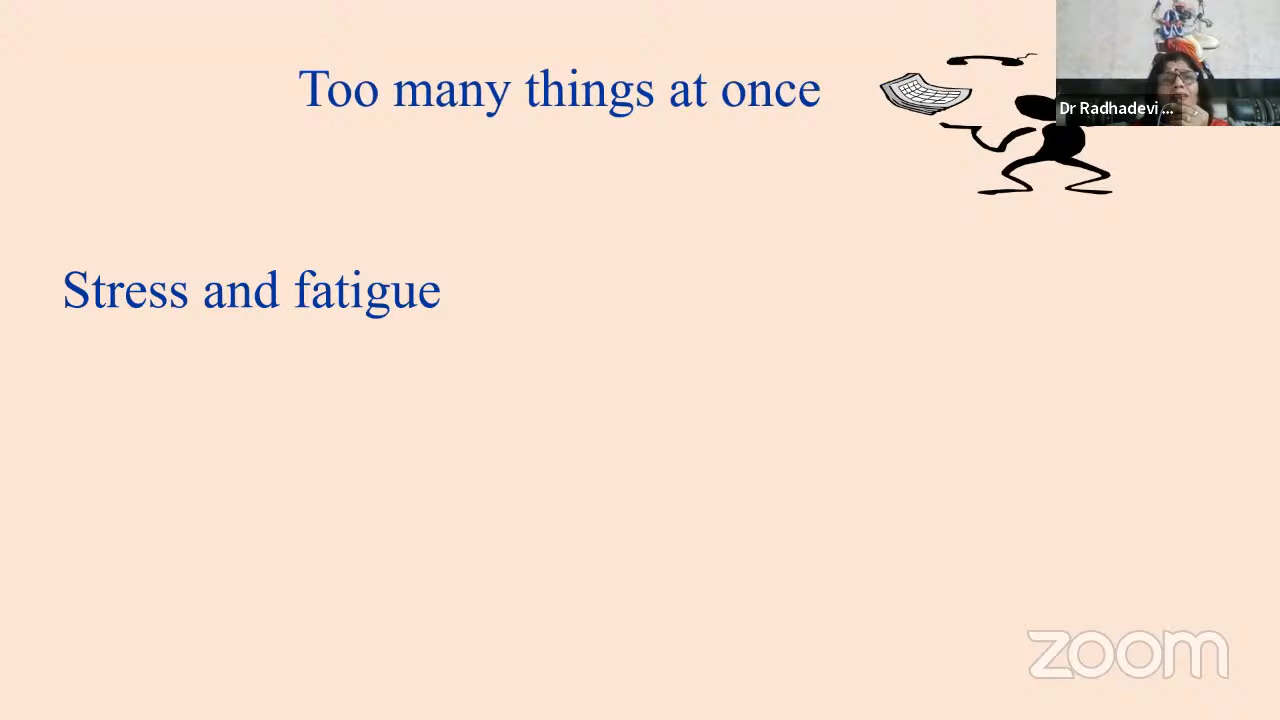 Too many things at once
Dr Radhadevi ...
Stress and fatigue
zoom